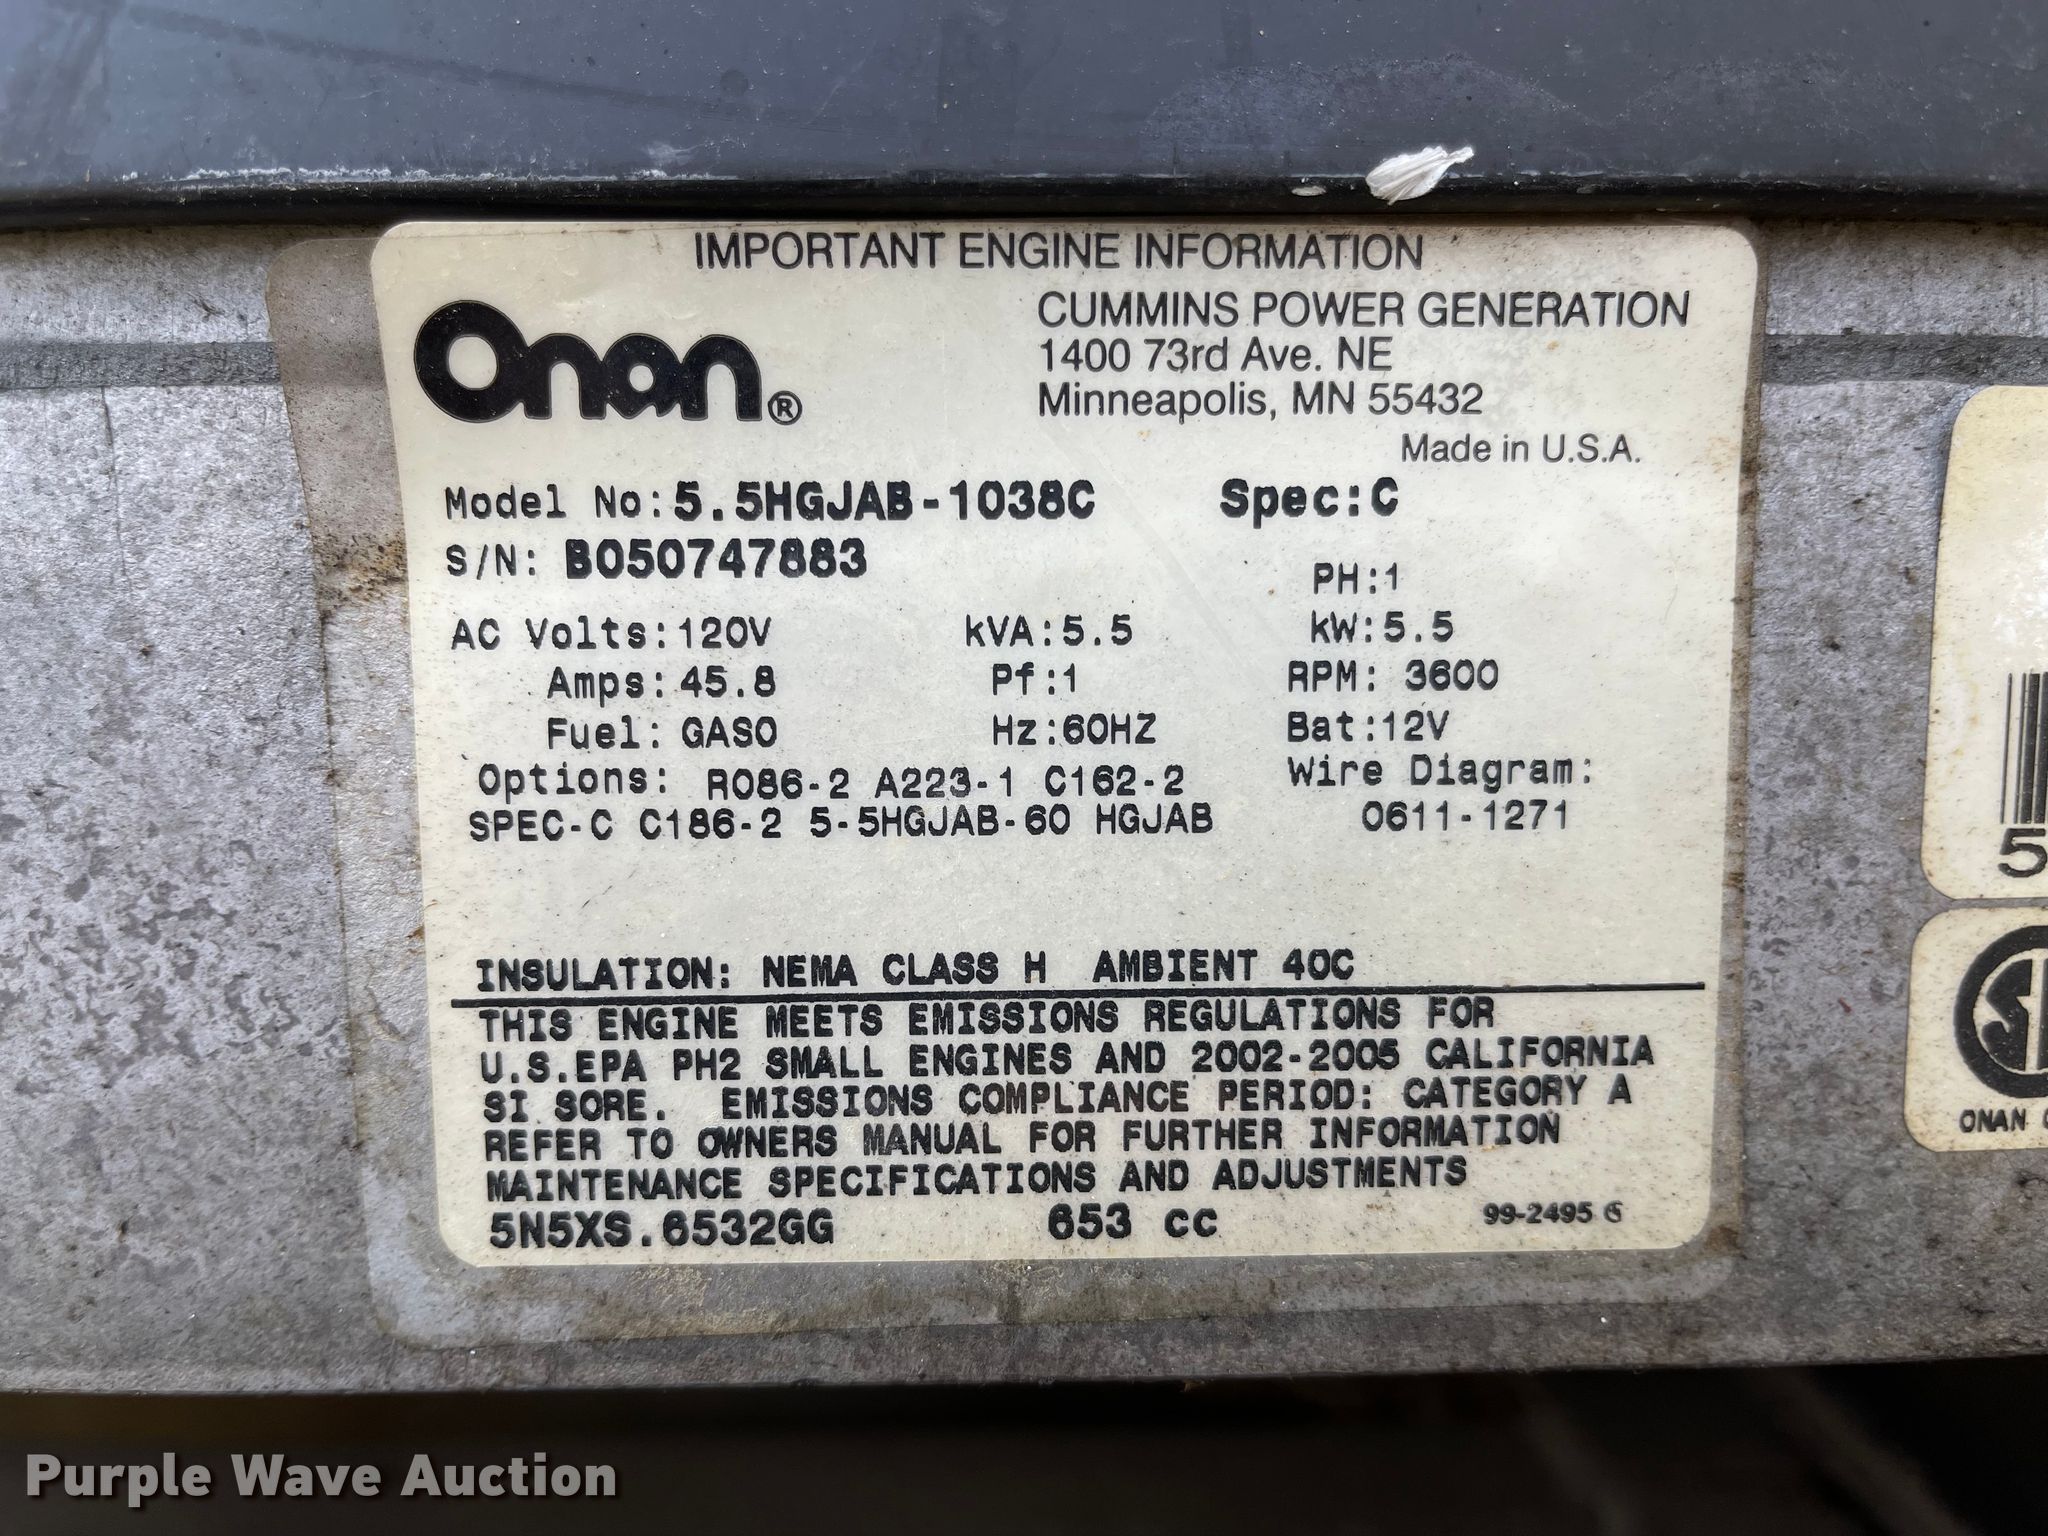 IMPORTANT ENGINE INFORMATION
Onan®
CUMMINS POWER GENERATION
1400 73rd Ave. NE
Minneapolis, MN 55432
Made in U.S.A.
Model No: 5.5HGJAB-1038C Spec:C
S/N: B050747883
PH:1
AC Volts: 120V kVA:5.5 kW:5.5
Amps: 45.8 Pf:1 RPM: 3600
Fuel: GASO Hz:60HZ Bat:12V
Options: R086-2 A223-1 C162-2 Wire Diagram:
SPEC-C C186-2 5-5HGJAB-60 HGJAB 0611-1271
INSULATION: NEMA CLASS H AMBIENT 40C
THIS ENGINE MEETS EMISSIONS REGULATIONS FOR
U.S.EPA PH2 SMALL ENGINES AND 2002-2005 CALIFORNIA
SI SORE. EMISSIONS COMPLIANCE PERIOD: CATEGORY A
REFER TO OWNERS MANUAL FOR FURTHER INFORMATION
MAINTENANCE SPECIFICATIONS AND ADJUSTMENTS
5N5XS.6532GG 653 CC 99-2495 G
5
ONAN
Purple Wave Auction